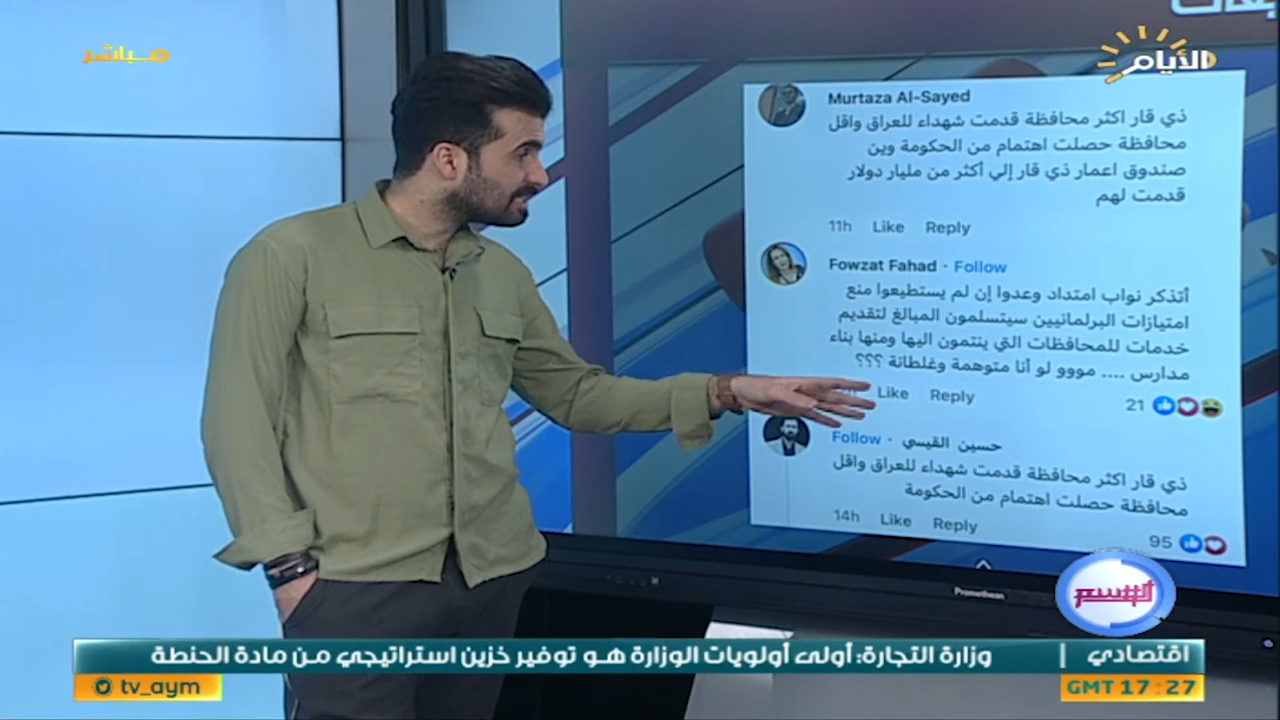 مباشر
الأيام
Murtaza Al-Sayed
ذي قار اكثر محافظة قدمت شهداء للعراق واقل
محافظة حصلت اهتمام من الحكومة وين
صندوق اعمار ذي قار إلي أكثر من مليار دولار
قدمت لهم
11h Like Reply
Fowzat Fahad · Follow
أتذكر نواب امتداد وعدوا إن لم يستطيعوا منع
امتيازات البرلمانيين سيتسلمون المبالغ لتقديم
خدمات للمحافظات التي ينتمون اليها ومنها بناء
مدارس .... مووو لو أنا متوهمة وغلطانة ؟؟؟
Like Reply 21
Follow · حسين القيسي
ذي قار اكثر محافظة قدمت شهداء للعراق واقل
محافظة حصلت اهتمام من الحكومة
14h Like Reply
95
Promethean
اقتصادي | وزارة التجارة: أولى أولويات الوزارة هو توفير خزين استراتيجي من مادة الحنطة
tv_aym
GMT 17:27